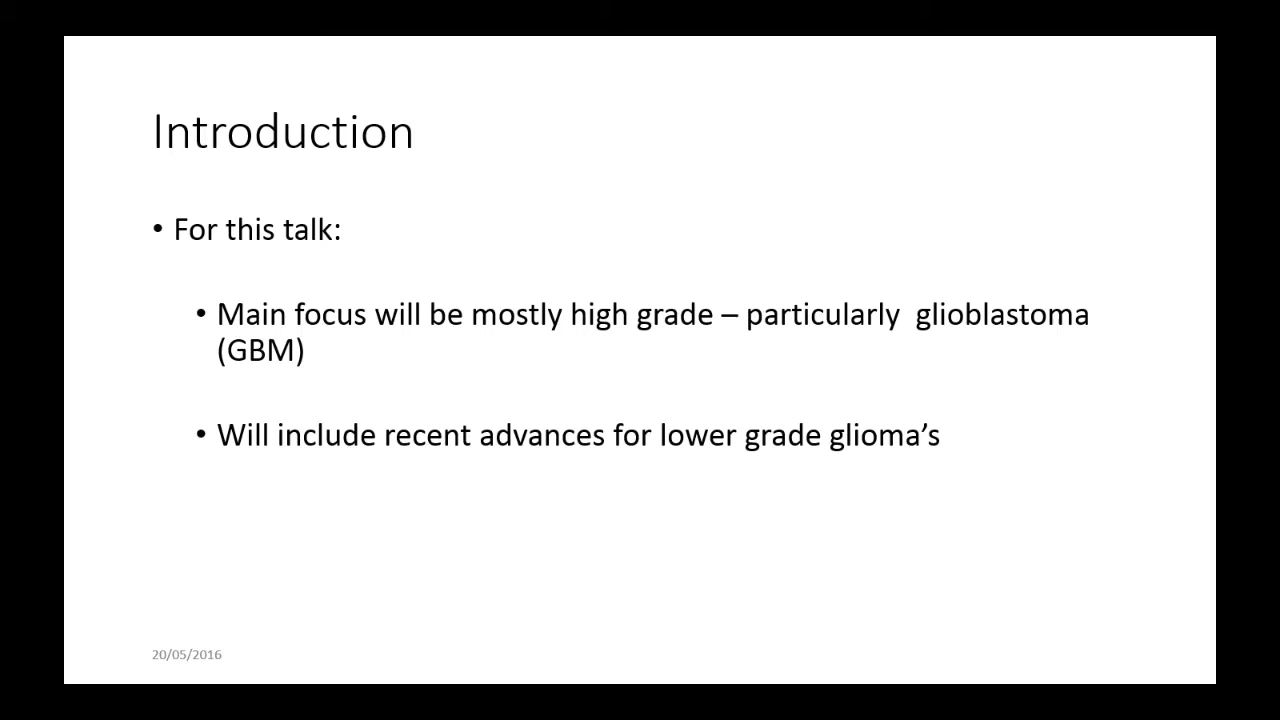 Introduction
• For this talk:
• Main focus will be mostly high grade – particularly  glioblastoma
(GBM)
• Will include recent advances for lower grade glioma’s
20/05/2016